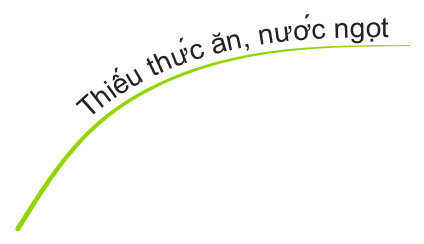 Thiếu thức ăn, nước ngọt